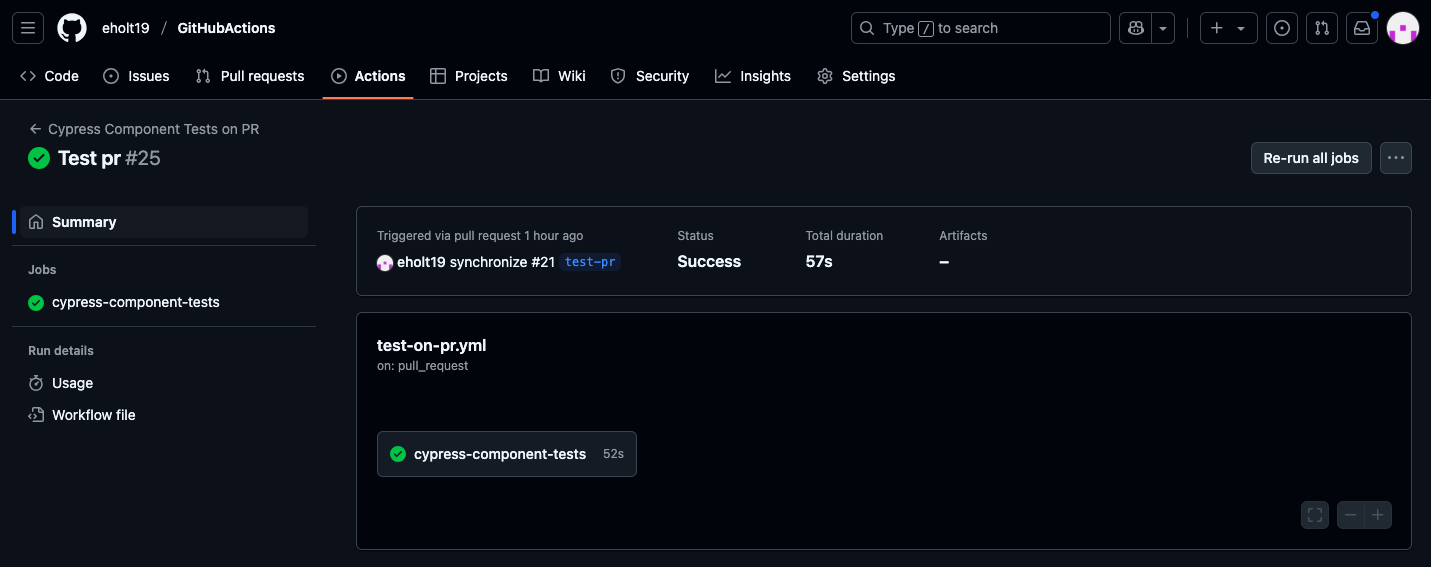 eholt19 / GitHubActions
Type / to search
Code Issues Pull requests Actions Projects Wiki Security Insights Settings
Cypress Component Tests on PR
Test pr #25
Re-run all jobs
Summary
Jobs
cypress-component-tests
Run details
Usage
Workflow file
Triggered via pull request 1 hour ago
eholt19 synchronize #21 test-pr
Status
Success
Total duration
57s
Artifacts
–
test-on-pr.yml
on: pull_request
cypress-component-tests 52s